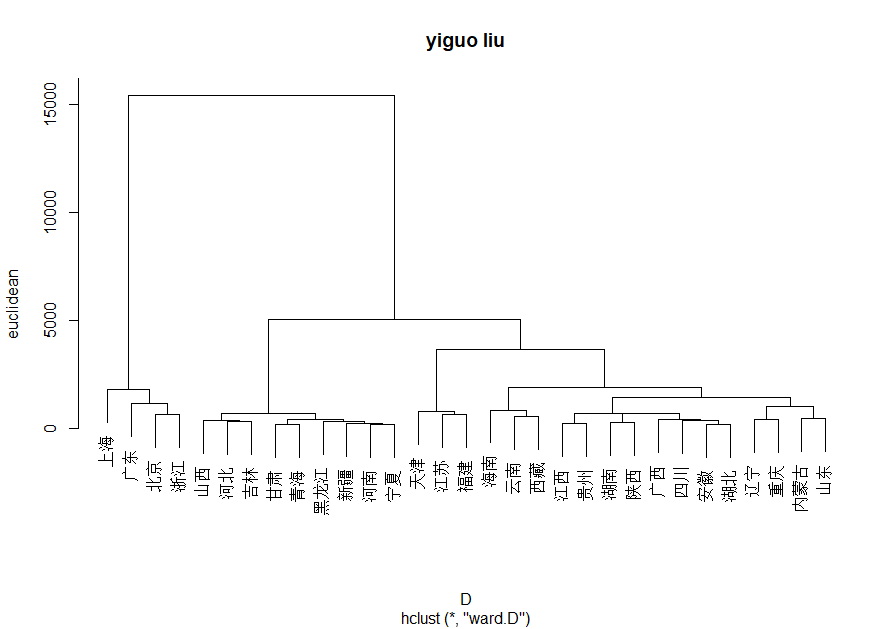 yiguo liu
euclidean
15000
10000
5000
0
上海
广东
北京
浙江
山西
河北
吉林
甘肃
青海
黑龙江
新疆
河南
宁夏
天津
江苏
福建
海南
云南
西藏
江西
贵州
湖南
陕西
广西
四川
安徽
湖北
辽宁
重庆
内蒙古
山东
D
hclust (*, "ward.D")